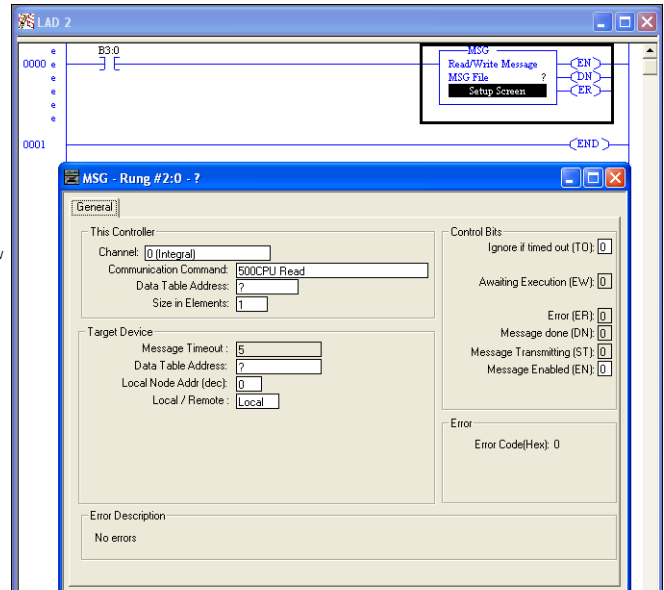 LAD 2
e
0000 e
e
e
e
e
B3:0
MSG
Read/Write Message
MSG File ?
Setup Screen
EN
DN
ER
0001
END
MSG - Rung #2:0 - ?
General
This Controller
Channel: 0 (Integral)
Communication Command: 500CPU Read
Data Table Address: ?
Size in Elements: 1
Target Device
Message Timeout : 5
Data Table Address: ?
Local Node Addr (dec): 0
Local / Remote : Local
Control Bits
Ignore if timed out (TO): 0
Awaiting Execution (EW): 0
Error (ER): 0
Message done (DN): 0
Message Transmitting (ST): 0
Message Enabled (EN): 0
Error
Error Code(Hex): 0
Error Description
No errors